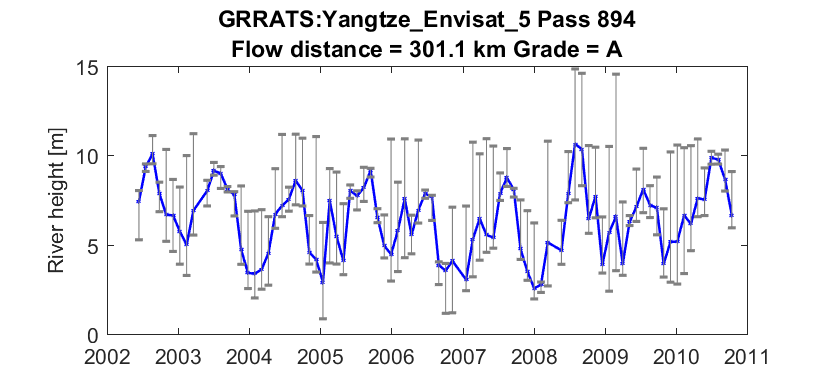 GRRATS:Yangtze_Envisat_5 Pass 894
Flow distance = 301.1 km Grade = A
River height [m]
15
10
5
0
2002 2003 2004 2005 2006 2007 2008 2009 2010 2011